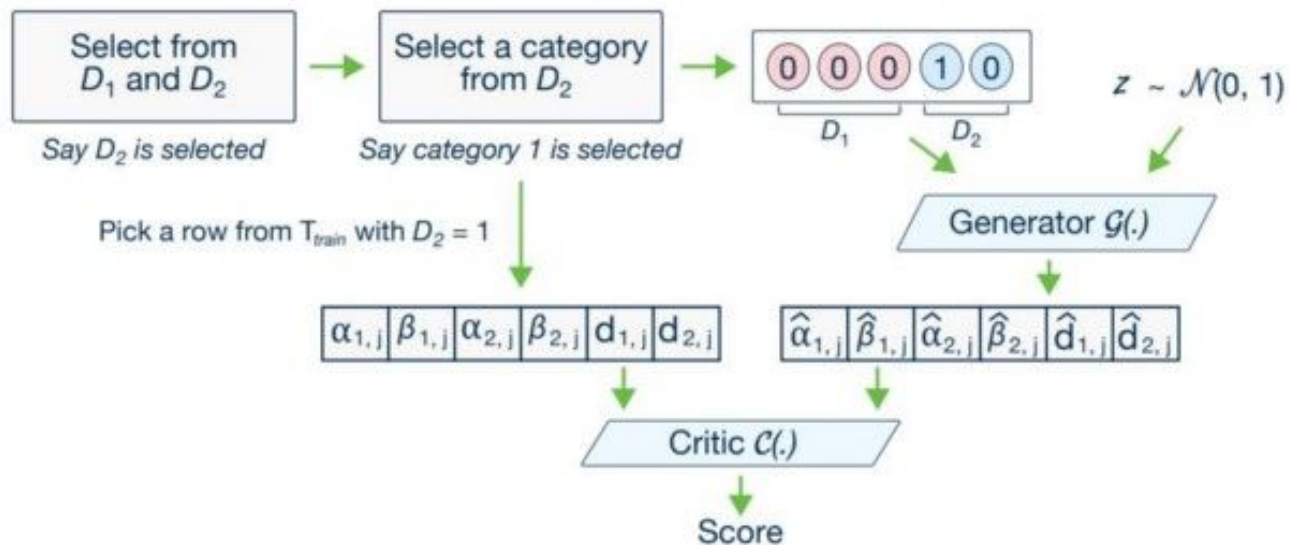 Select from
D₁ and D₂
Say D₂ is selected
Select a category
from D₂
Say category 1 is selected
0 0 0 1 0
D₁ D₂
z ~ 𝒩(0, 1)
Pick a row from T_train with D₂ = 1
Generator 𝒢(.)
α₁,ⱼ β₁,ⱼ α₂,ⱼ β₂,ⱼ d₁,ⱼ d₂,ⱼ
α̂₁,ⱼ β̂₁,ⱼ α̂₂,ⱼ β̂₂,ⱼ d̂₁,ⱼ d̂₂,ⱼ
Critic 𝒞(.)
Score